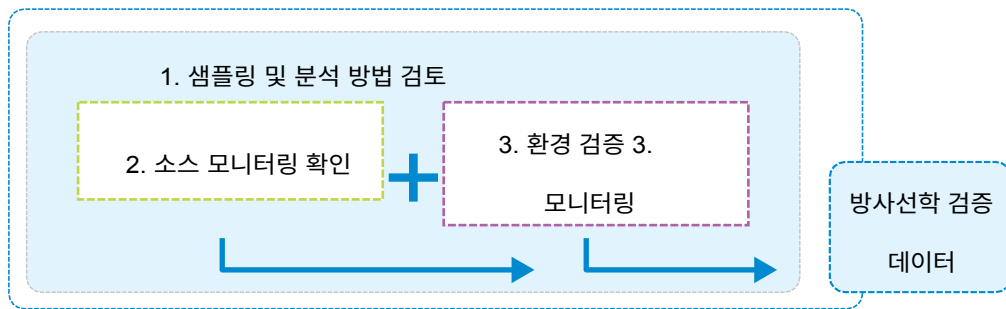 1. 샘플링 및 분석 방법 검토
2. 소스 모니터링 확인
3. 환경 검증 3.
모니터링
방사선학 검증
데이터